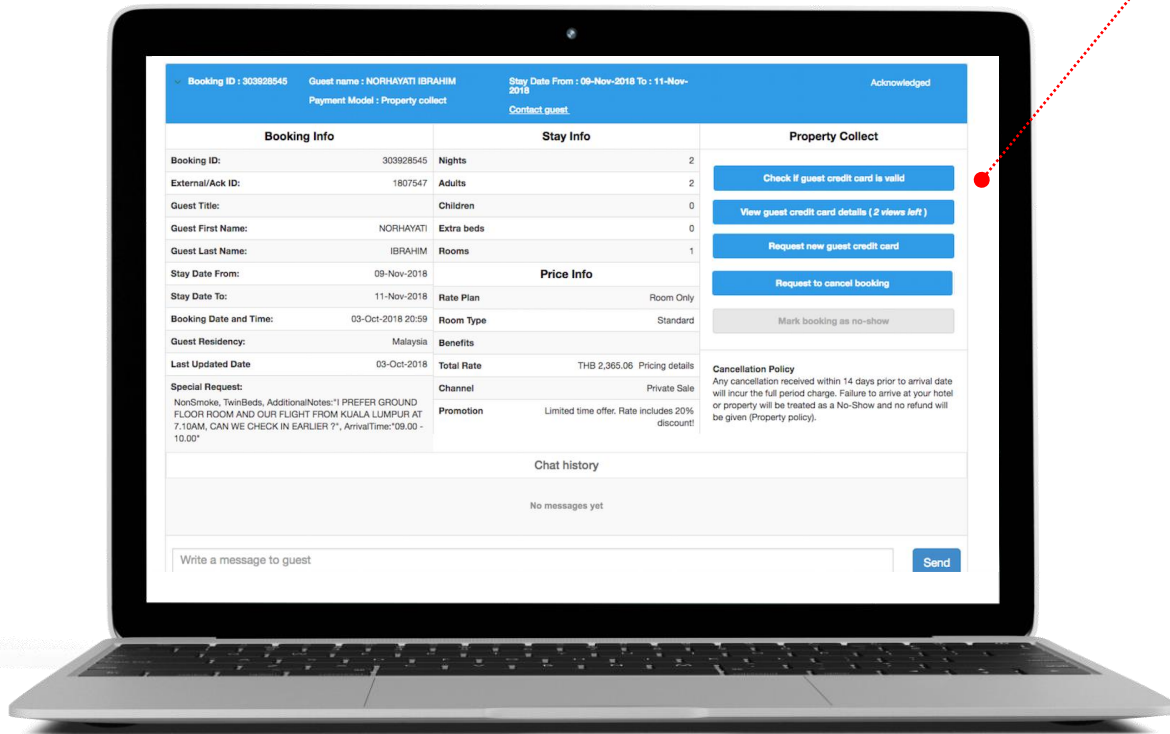 Booking ID : 303928545 Guest name : NORHAYATI IBRAHIM Stay Date From : 09-Nov-2018 To : 11-Nov-
2018 Acknowledged
Payment Model : Property collect
Contact guest
Booking Info
Booking ID: 303928545
External/Ack ID: 1807547
Guest Title:
Guest First Name: NORHAYATI
Guest Last Name: IBRAHIM
Stay Date From: 09-Nov-2018
Stay Date To: 11-Nov-2018
Booking Date and Time: 03-Oct-2018 20:59
Guest Residency: Malaysia
Last Updated Date 03-Oct-2018
Special Request:
NonSmoke, TwinBeds, AdditionalNotes:"I PREFER GROUND
FLOOR ROOM AND OUR FLIGHT FROM KUALA LUMPUR AT
7.10AM, CAN WE CHECK IN EARLIER ?", ArrivalTime:"09.00 -
10.00"
Stay Info
Nights 2
Adults 2
Children 0
Extra beds 0
Rooms 1
Price Info
Rate Plan Room Only
Room Type Standard
Benefits
Total Rate THB 2,365.06 Pricing details
Channel Private Sale
Promotion Limited time offer. Rate includes 20%
discount!
Property Collect
Check if guest credit card is valid
View guest credit card details ( 2 views left )
Request new guest credit card
Request to cancel booking
Mark booking as no-show
Cancellation Policy
Any cancellation received within 14 days prior to arrival date
will incur the full period charge. Failure to arrive at your hotel
or property will be treated as a No-Show and no refund will
be given (Property policy).
Chat history
No messages yet
Write a message to guest
Send